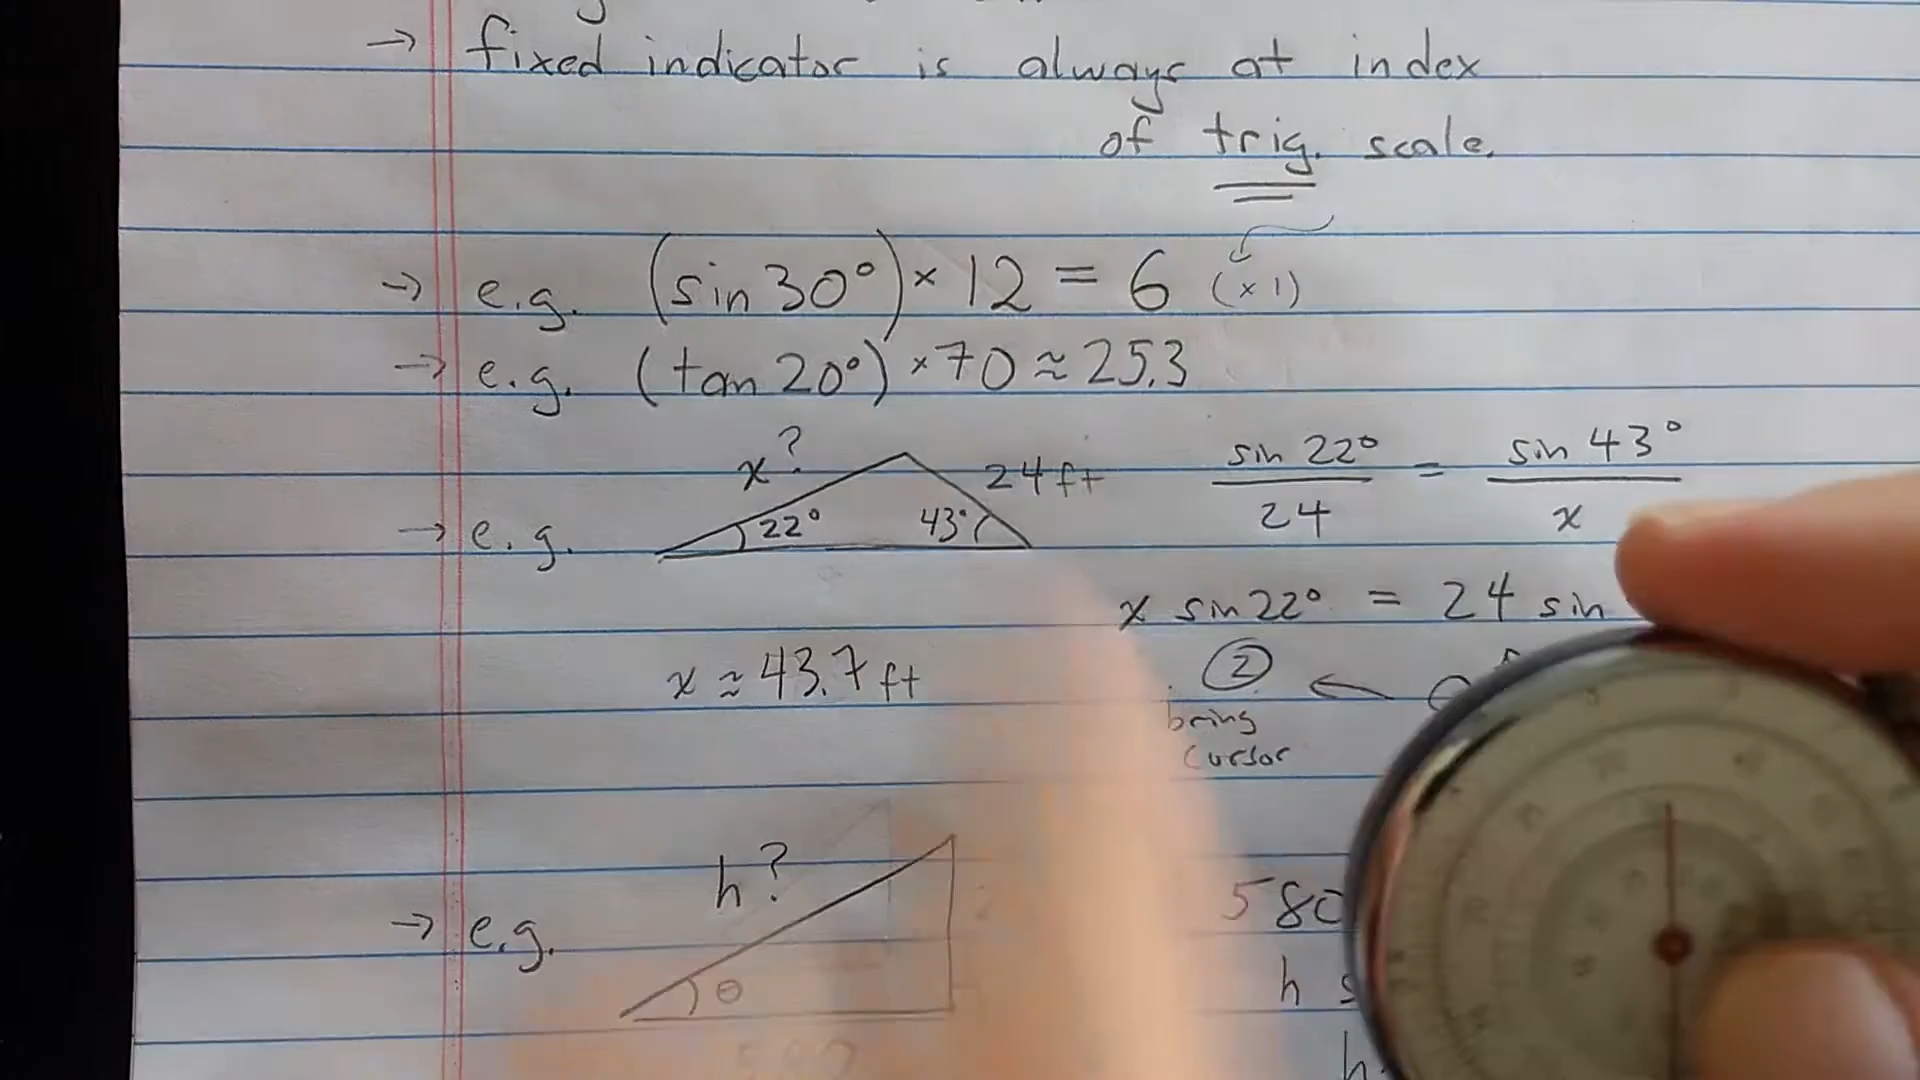 → fixed indicator is always at index
of trig. scale.
→ e.g. (sin 30°) × 12 = 6 (× 1)
→ e.g. (tan 20°) × 70 ≈ 25.3
→ e.g. x? 24 ft 22° 43°
sin 22° / 24 = sin 43° / x
x sin 22° = 24 sin
x ≈ 43.7 ft
② ←
bring
cursor
→ e.g. h? θ
580
h s
h